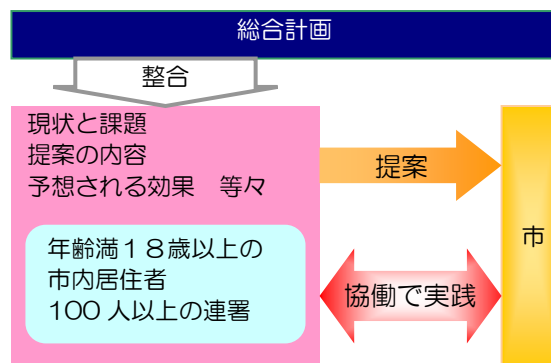 総合計画
整合
現状と課題
提案の内容
予想される効果　等々
年齢満１８歳以上の
市内居住者
100 人以上の連署
提案
協働で実践
市